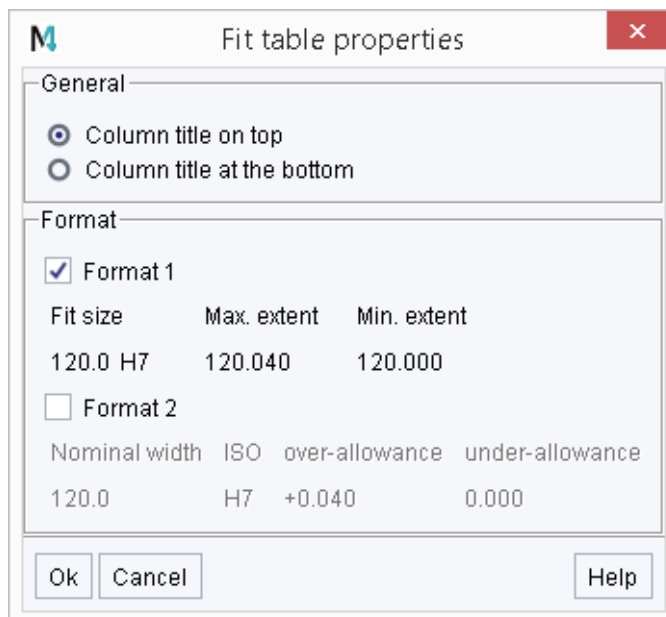 M4 Fit table properties
General
Column title on top
Column title at the bottom
Format
Format 1
Fit size Max. extent Min. extent
120.0 H7 120.040 120.000
Format 2
Nominal width ISO over-allowance under-allowance
120.0 H7 +0.040 0.000
Ok Cancel Help